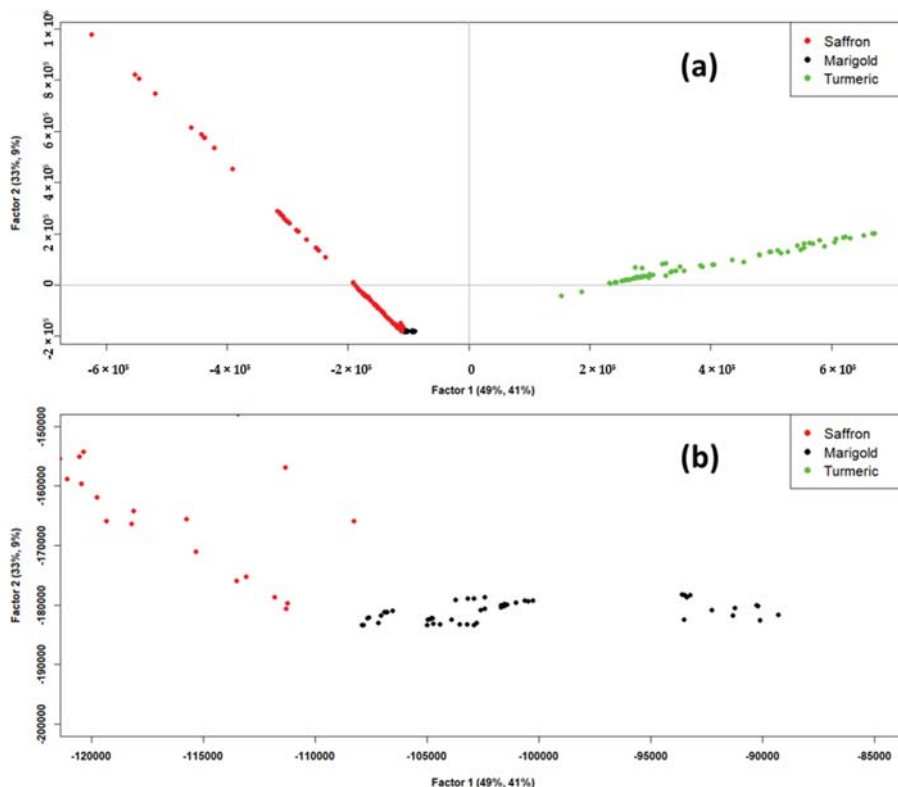 (a)
Saffron
Marigold
Turmeric
Factor 2 (33%, 9%)
1 × 10⁶
8 × 10⁵
6 × 10⁵
4 × 10⁵
2 × 10⁵
0
-2 × 10⁵
-6 × 10⁵ -4 × 10⁵ -2 × 10⁵ 0 2 × 10⁵ 4 × 10⁵ 6 × 10⁵
Factor 1 (49%, 41%)
(b)
Saffron
Marigold
Turmeric
Factor 2 (33%, 9%)
-150000
-160000
-170000
-180000
-190000
-200000
-120000 -115000 -110000 -105000 -100000 -95000 -90000 -85000
Factor 1 (49%, 41%)